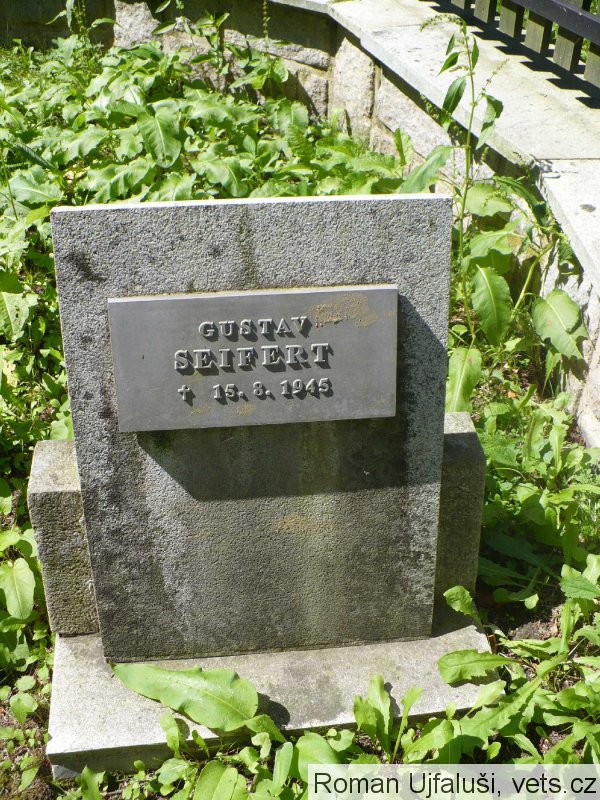 GUSTAV
SEIFERT
✝ 15. 8. 1945
Roman Ujfaluši, vets.cz